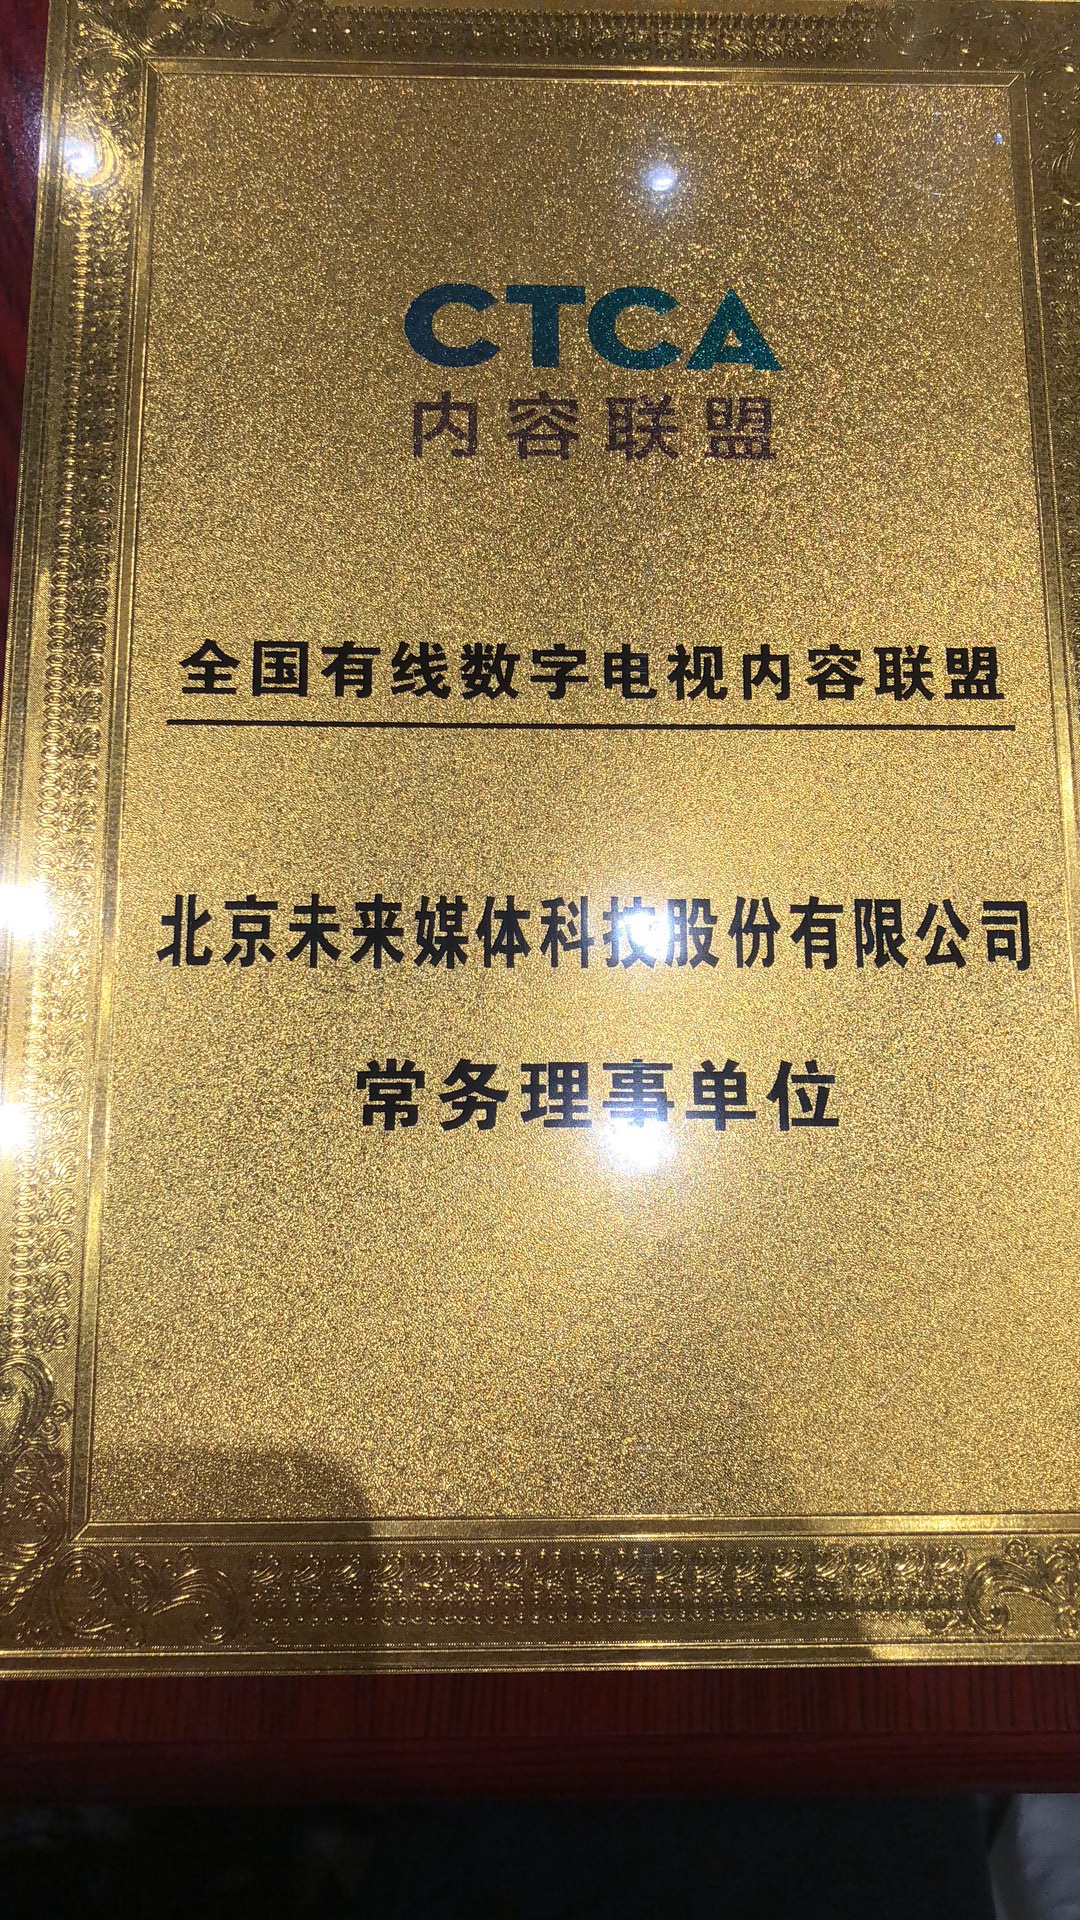 CTCA
内容联盟
全国有线数字电视内容联盟
北京未来媒体科技股份有限公司
常务理事单位